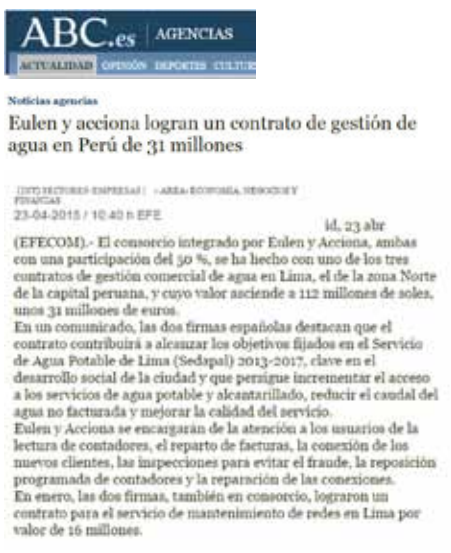 ABC.es AGENCIAS
ACTUALIDAD OPINIÓN DEPORTES CULTURA
Noticias agencias
Eulen y acciona logran un contrato de gestión de
agua en Perú de 31 millones
(INT) SECTORES-EMPRESAS | > AREA: ECONOMIA, NEGOCIOS Y
FINANZAS
23-04-2015 / 10:40 h EFE
id, 23 abr
(EFECOM).- El consorcio integrado por Eulen y Acciona, ambas
con una participación del 50 %, se ha hecho con uno de los tres
contratos de gestión comercial de agua en Lima, el de la zona Norte
de la capital peruana, y cuyo valor asciende a 112 millones de soles,
unos 31 millones de euros.
En un comunicado, las dos firmas españolas destacan que el
contrato contribuirá a alcanzar los objetivos fijados en el Servicio
de Agua Potable de Lima (Sedapal) 2013-2017, clave en el
desarrollo social de la ciudad y que persigue incrementar el acceso
a los servicios de agua potable y alcantarillado, reducir el caudal del
agua no facturada y mejorar la calidad del servicio.
Eulen y Acciona se encargarán de la atención a los usuarios de la
lectura de contadores, el reparto de facturas, la conexión de los
nuevos clientes, las inspecciones para evitar el fraude, la reposición
programada de contadores y la reparación de las conexiones.
En enero, las dos firmas, también en consorcio, lograron un
contrato para el servicio de mantenimiento de redes en Lima por
valor de 16 millones.